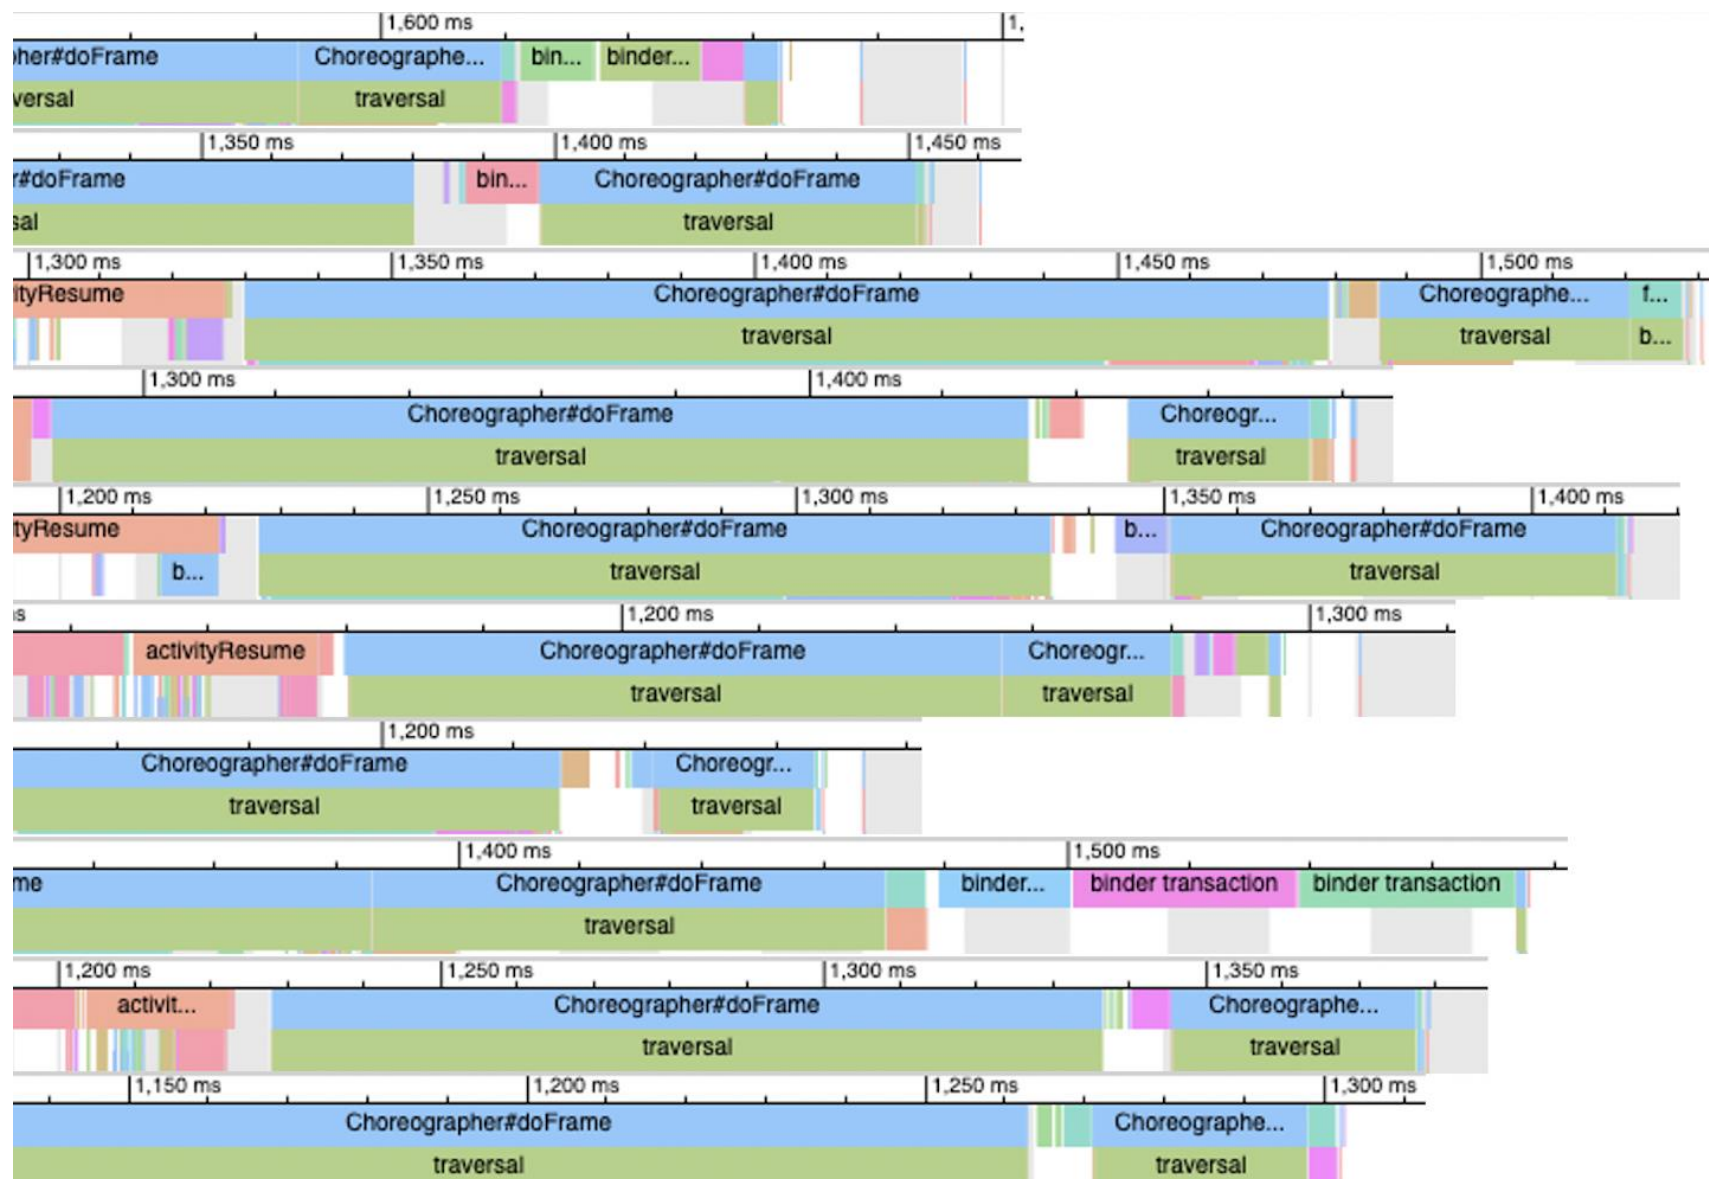 1,600 ms 1,
her#doFrame Choreographe... bin... binder...
versal traversal
1,350 ms 1,400 ms 1,450 ms
r#doFrame bin... Choreographer#doFrame
sal traversal
1,300 ms 1,350 ms 1,400 ms 1,450 ms 1,500 ms
ityResume Choreographer#doFrame Choreographe... f...
traversal traversal b...
1,300 ms 1,400 ms
Choreographer#doFrame Choreogr...
traversal traversal
1,200 ms 1,250 ms 1,300 ms 1,350 ms 1,400 ms
tyResume Choreographer#doFrame b... Choreographer#doFrame
b... traversal traversal
s 1,200 ms 1,300 ms
activityResume Choreographer#doFrame Choreogr...
traversal traversal
1,200 ms
Choreographer#doFrame Choreogr...
traversal traversal
1,400 ms 1,500 ms
me Choreographer#doFrame binder... binder transaction binder transaction
traversal
1,200 ms 1,250 ms 1,300 ms 1,350 ms
activit... Choreographer#doFrame Choreographe...
traversal traversal
1,150 ms 1,200 ms 1,250 ms 1,300 ms
Choreographer#doFrame Choreographe...
traversal traversal